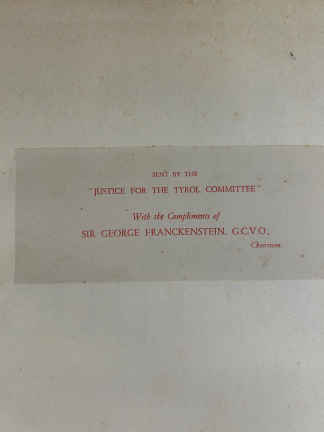 SENT BY THE
"JUSTICE FOR THE TYROL COMMITTEE"
With the Compliments of
SIR GEORGE FRANCKENSTEIN, G.C.V.O.,
Chairman.